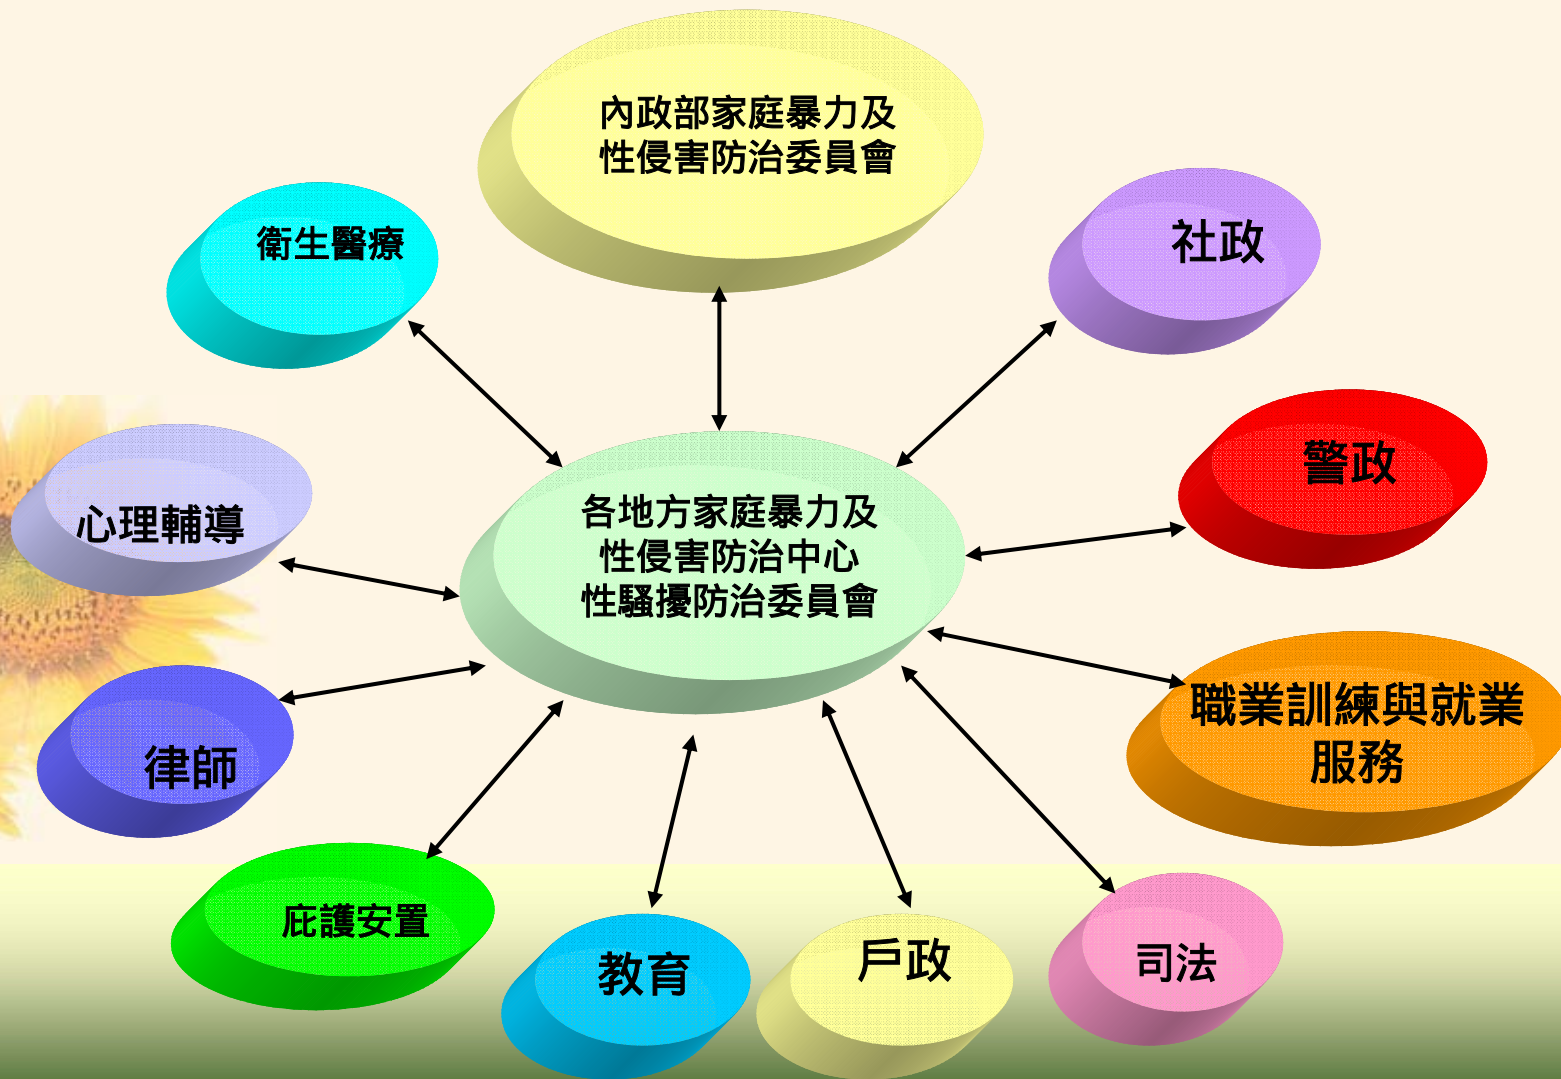 內政部家庭暴力及
性侵害防治委員會
衛生醫療
社政
警政
心理輔導
各地方家庭暴力及
性侵害防治中心
性騷擾防治委員會
職業訓練與就業
服務
律師
庇護安置
教育
戶政
司法